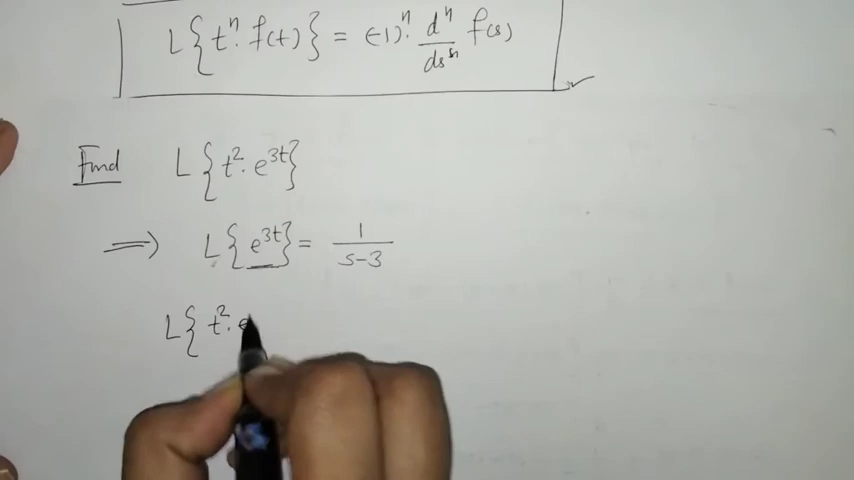 L{tⁿ. f(t)} = (-1)ⁿ. dⁿ/dsⁿ f(s)
Find L{t². e³ᵗ}
⟹ L{e³ᵗ} = 1/(s-3)
L{t². e